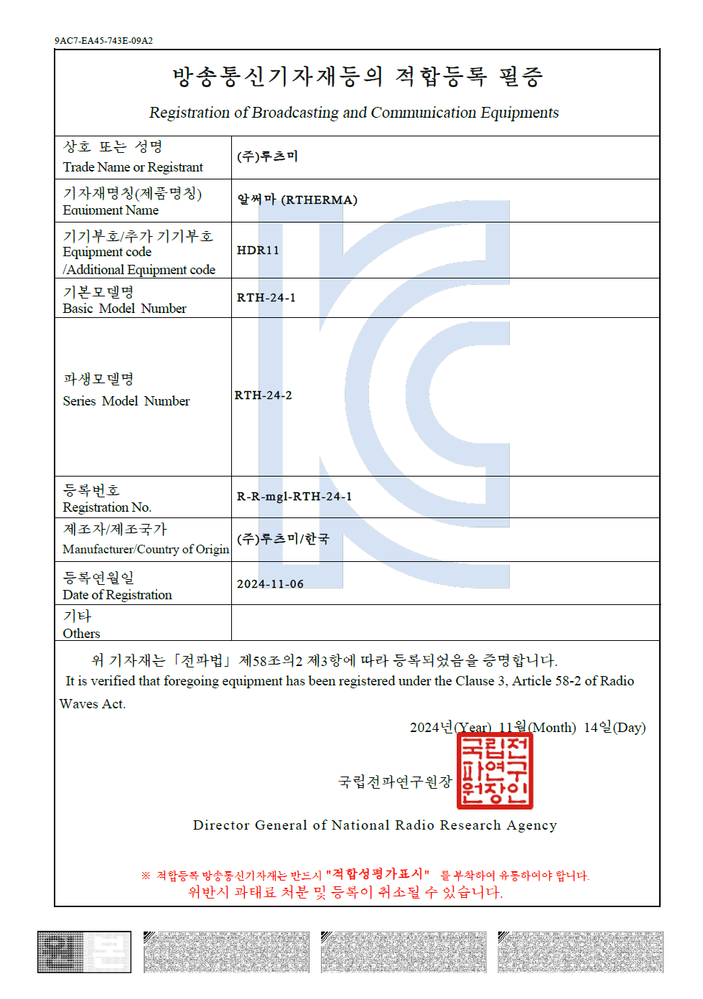 9AC7-EA45-743E-09A2
방송통신기자재등의 적합등록 필증
Registration of Broadcasting and Communication Equipments
상호 또는 성명
Trade Name or Registrant
(주)루츠미
기자재명칭(제품명칭)
Equipment Name
알써마 (RTHERMA)
기기부호/추가 기기부호
Equipment code
/Additional Equipment code
HDR11
기본모델명
Basic Model Number
RTH-24-1
파생모델명
Series Model Number
RTH-24-2
등록번호
Registration No.
R-R-mgl-RTH-24-1
제조자/제조국가
Manufacturer/Country of Origin
(주)루츠미/한국
등록연월일
Date of Registration
2024-11-06
기타
Others
위 기자재는「전파법」제58조의2 제3항에 따라 등록되었음을 증명합니다.
It is verified that foregoing equipment has been registered under the Clause 3, Article 58-2 of Radio
Waves Act.
2024년(Year) 11월(Month) 14일(Day)
국립전파연구원장
국립전
파연구
원장인
Director General of National Radio Research Agency
※ 적합등록 방송통신기자재는 반드시 "적합성평가표시" 를 부착하여 유통하여야 합니다.
위반시 과태료 처분 및 등록이 취소될 수 있습니다.
원본